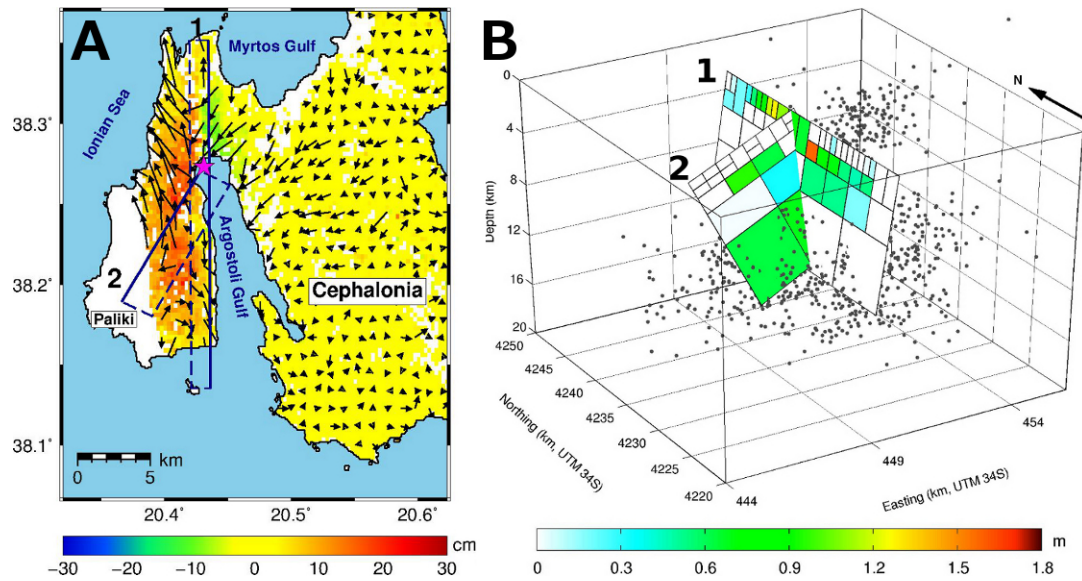 A
1
Myrtos Gulf
Ionian Sea
Argostoli Gulf
2
Paliki
Cephalonia
38.3
38.2
38.1
0 5
km
20.4° 20.5° 20.6°
−30 −20 −10 0 10 20 30 cm
B
1
2
N
0
4
8
12
16
20
Depth (km)
4250
4245
4240
4235
4230
4225
4220
Northing (km, UTM 34S)
444
449
454
Easting (km, UTM 34S)
0 0.3 0.6 0.9 1.2 1.5 1.8 m